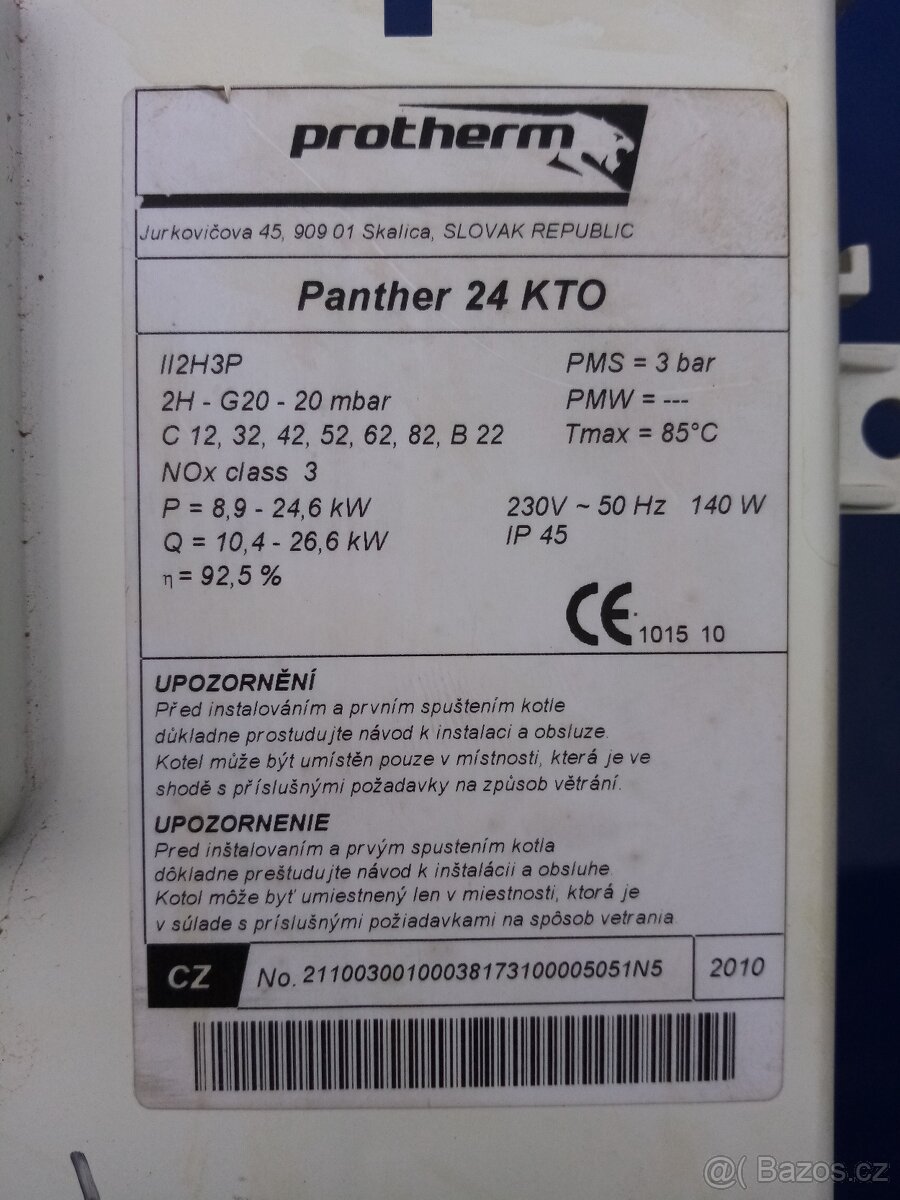 protherm
Jurkovičova 45, 909 01 Skalica, SLOVAK REPUBLIC
Panther 24 KTO
II2H3P
2H - G20 - 20 mbar
C 12, 32, 42, 52, 62, 82, B 22
NOx class 3
P = 8,9 - 24,6 kW
Q = 10,4 - 26,6 kW
η = 92,5 %
PMS = 3 bar
PMW = ---
Tmax = 85°C
230V ~ 50 Hz 140 W
IP 45
CE
1015 10
UPOZORNĚNÍ
Před instalováním a prvním spuštením kotle
důkladne prostudujte návod k instalaci a obsluze.
Kotel může být umístěn pouze v místnosti, která je ve
shodě s příslušnými požadavky na způsob větrání.
UPOZORNENIE
Pred inštalovaním a prvým spustením kotla
dôkladne preštudujte návod k inštalácii a obsluhe.
Kotol môže byť umiestnený len v miestnosti, ktorá je
v súlade s príslušnými požiadavkami na spôsob vetrania.
CZ
No. 21100300100038173100005051N5
2010
@( Bazos.cz